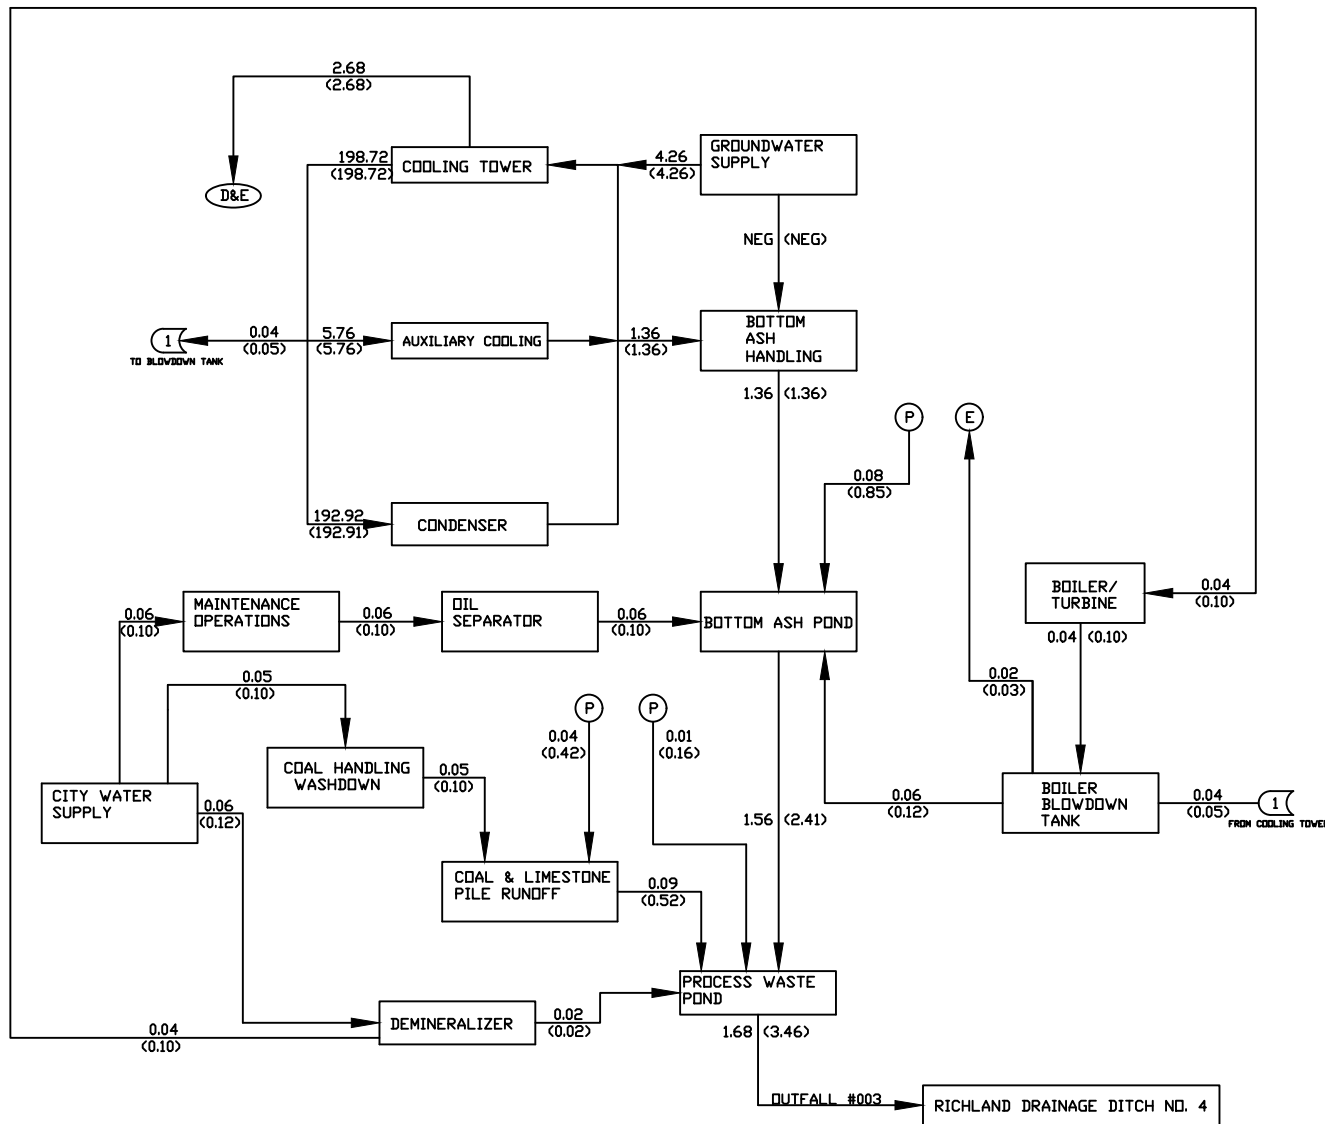 2.68
(2.68)
D&E
198.72
(198.72)
COOLING TOWER
4.26
(4.26)
GROUNDWATER
SUPPLY
NEG (NEG)
1
TO BLOWDOWN TANK
0.04
(0.05)
5.76
(5.76)
AUXILIARY COOLING
1.36
(1.36)
BOTTOM
ASH
HANDLING
1.36 (1.36)
P
E
0.08
(0.85)
192.92
(192.91)
CONDENSER
0.06
(0.10)
MAINTENANCE
OPERATIONS
0.06
(0.10)
OIL
SEPARATOR
0.06
(0.10)
BOTTOM ASH POND
BOILER/
TURBINE
0.04
(0.10)
0.04 (0.10)
0.02
(0.03)
0.05
(0.10)
P
P
0.04
(0.42)
0.01
(0.16)
COAL HANDLING
WASHDOWN
0.05
(0.10)
CITY WATER
SUPPLY
0.06
(0.12)
1.56 (2.41)
0.06
(0.12)
BOILER
BLOWDOWN
TANK
0.04
(0.05)
1
FROM COOLING TOWER
COAL & LIMESTONE
PILE RUNOFF
0.09
(0.52)
PROCESS WASTE
POND
DEMINERALIZER
0.02
(0.02)
0.04
(0.10)
1.68 (3.46)
OUTFALL #003
RICHLAND DRAINAGE DITCH NO. 4